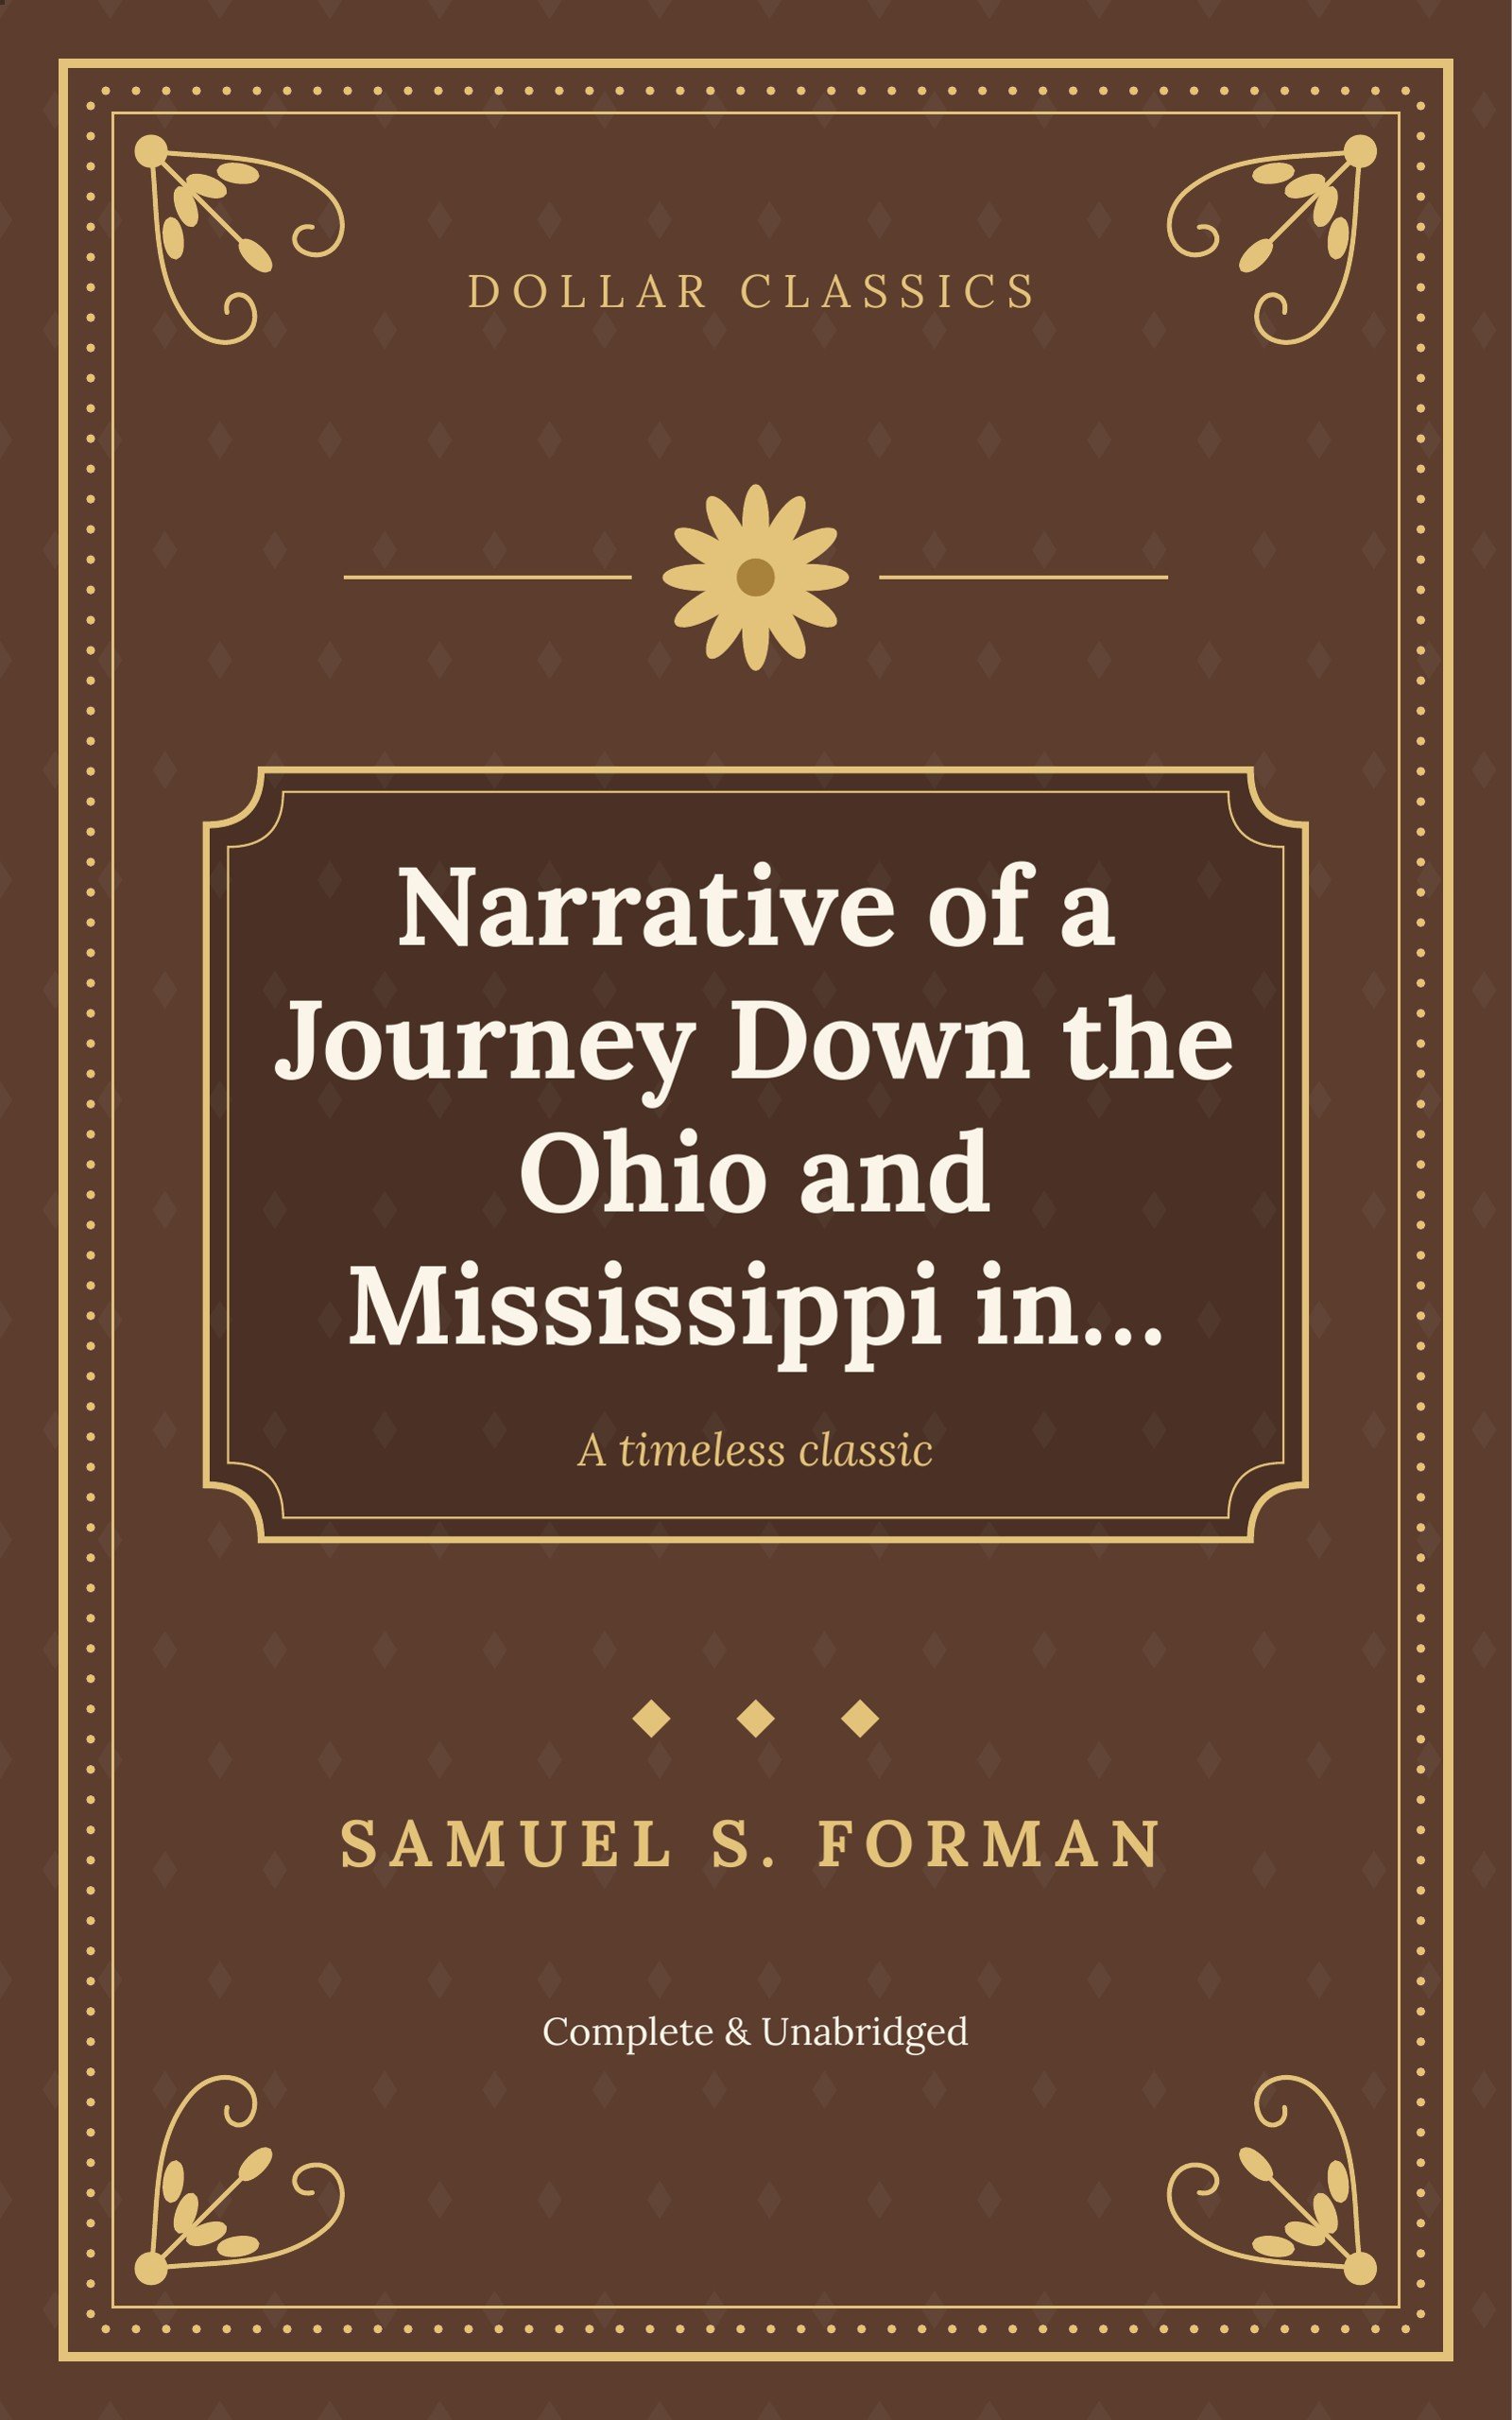 DOLLAR CLASSICS
Narrative of a
Journey Down the
Ohio and
Mississippi in...
A timeless classic
SAMUEL S. FORMAN
Complete & Unabridged